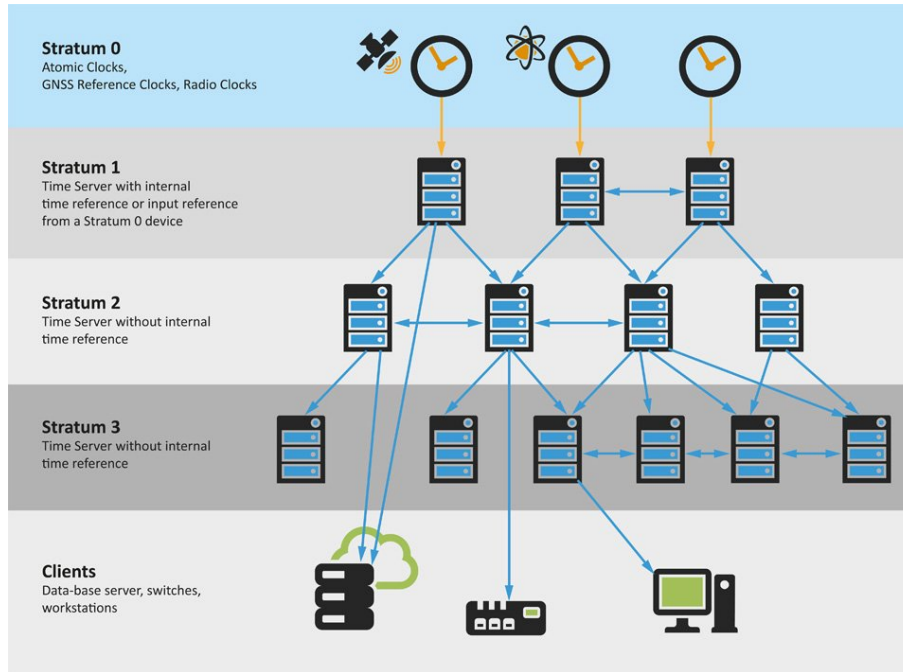 Stratum 0
Atomic Clocks,
GNSS Reference Clocks, Radio Clocks
Stratum 1
Time Server with internal
time reference or input reference
from a Stratum 0 device
Stratum 2
Time Server without internal
time reference
Stratum 3
Time Server without internal
time reference
Clients
Data-base server, switches,
workstations